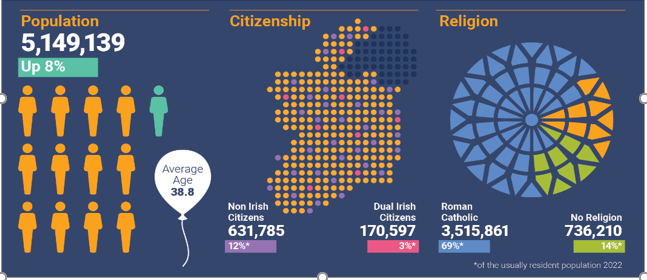 Population
5,149,139
Up 8%
Average
Age
38.8
Citizenship
Non Irish
Citizens
631,785
12%*
Dual Irish
Citizens
170,597
3%*
Religion
Roman
Catholic
3,515,861
69%*
No Religion
736,210
14%*
*of the usually resident population 2022